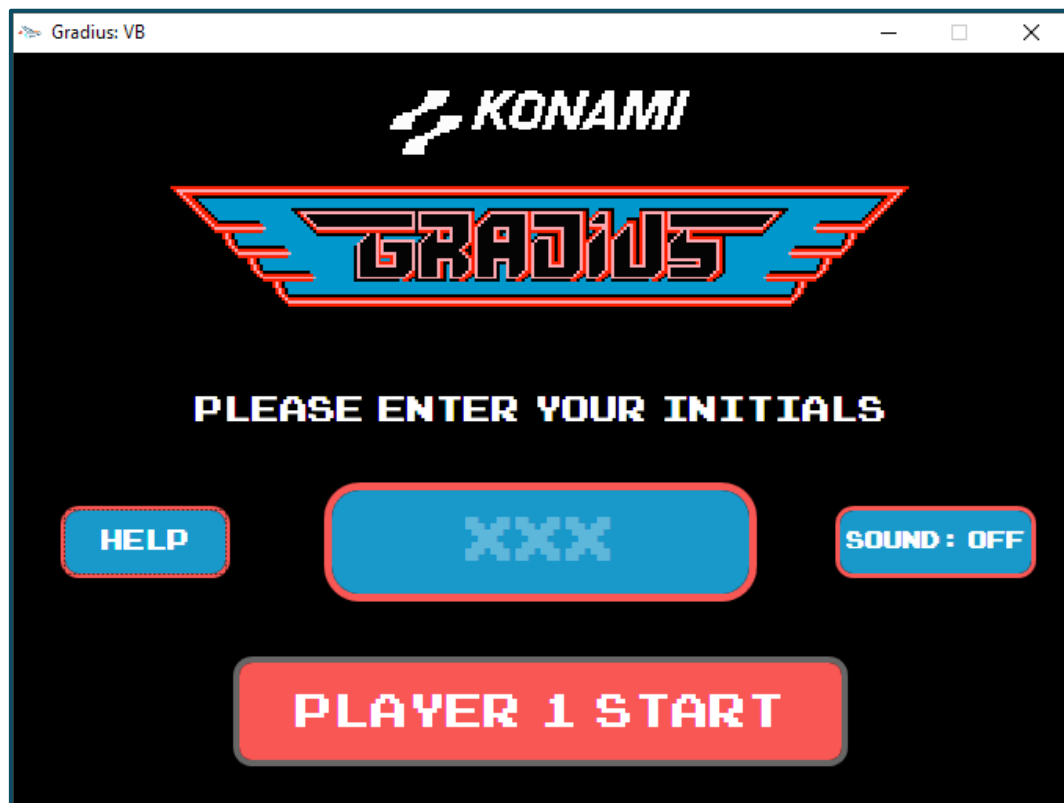 Gradius: VB
KONAMI
GRADIUS
PLEASE ENTER YOUR INITIALS
HELP
XXX
SOUND: OFF
PLAYER 1 START